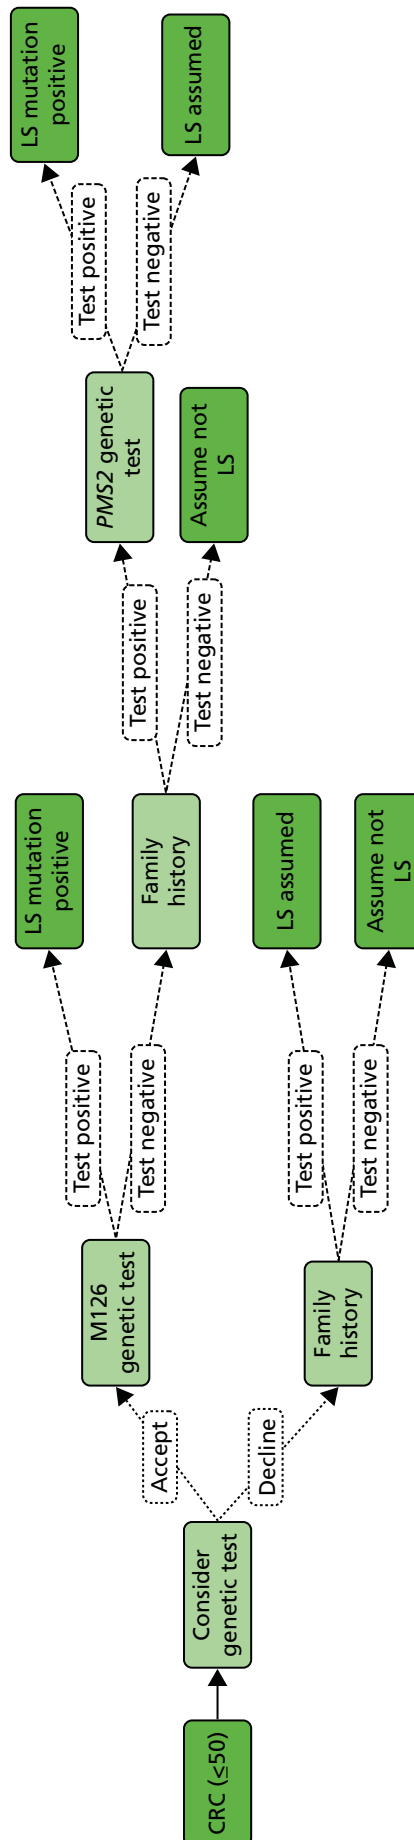 CRC (≤50)
Consider
genetic test
Accept
Decline
M126
genetic test
Family
history
Test positive
Test negative
Test positive
Test negative
LS mutation
positive
Family
history
LS assumed
Assume not
LS
Test positive
Test negative
PMS2 genetic
test
Assume not
LS
Test positive
Test negative
LS mutation
positive
LS assumed